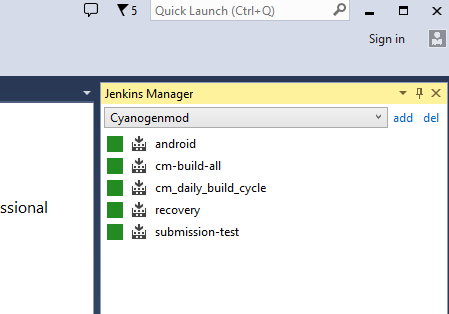 5
Quick Launch (Ctrl+Q)
Sign in
Jenkins Manager
Cyanogenmod
add del
android
cm-build-all
cm_daily_build_cycle
ssional
recovery
submission-test